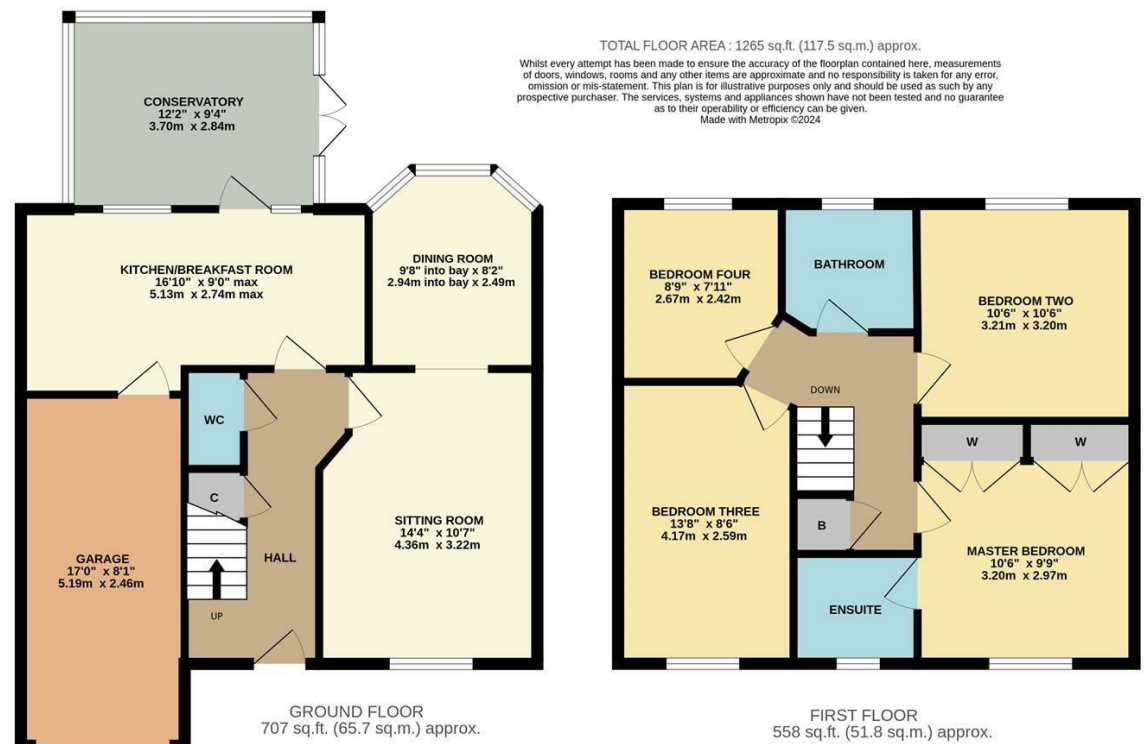 TOTAL FLOOR AREA : 1265 sq.ft. (117.5 sq.m.) approx.
Whilst every attempt has been made to ensure the accuracy of the floorplan contained here, measurements
of doors, windows, rooms and any other items are approximate and no responsibility is taken for any error,
omission or mis-statement. This plan is for illustrative purposes only and should be used as such by any
prospective purchaser. The services, systems and appliances shown have not been tested and no guarantee
as to their operability or efficiency can be given.
Made with Metropix ©2024
CONSERVATORY
12'2" x 9'4"
3.70m x 2.84m
KITCHEN/BREAKFAST ROOM
16'10" x 9'0" max
5.13m x 2.74m max
DINING ROOM
9'8" into bay x 8'2"
2.94m into bay x 2.49m
WC
C
SITTING ROOM
14'4" x 10'7"
4.36m x 3.22m
HALL
GARAGE
17'0" x 8'1"
5.19m x 2.46m
UP
GROUND FLOOR
707 sq.ft. (65.7 sq.m.) approx.
BEDROOM FOUR
8'9" x 7'11"
2.67m x 2.42m
BATHROOM
BEDROOM TWO
10'6" x 10'6"
3.21m x 3.20m
DOWN
W
W
BEDROOM THREE
13'8" x 8'6"
4.17m x 2.59m
B
MASTER BEDROOM
10'6" x 9'9"
3.20m x 2.97m
ENSUITE
FIRST FLOOR
558 sq.ft. (51.8 sq.m.) approx.